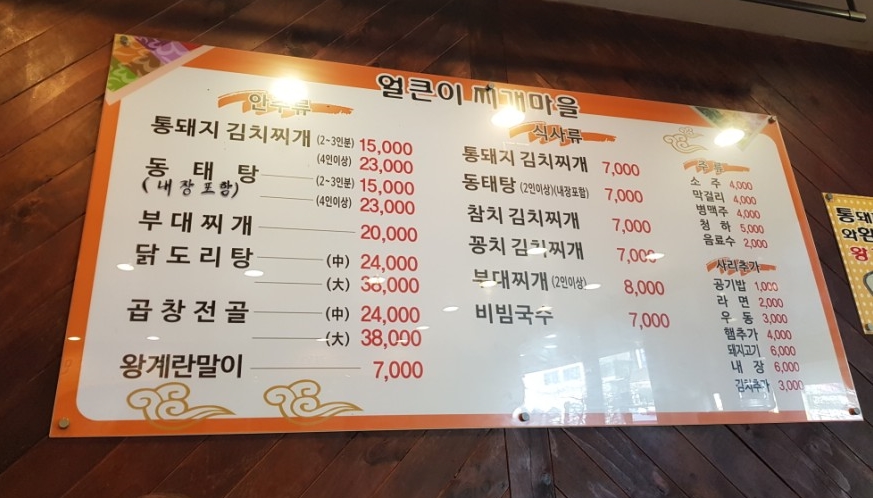 얼큰이 찌개마을
안주류
통돼지 김치찌개 (2~3인분) 15,000
(4인이상) 23,000
동태탕 (2~3인분) 15,000
(내장포함) (4인이상) 23,000
부대찌개 20,000
닭도리탕 (中) 24,000
(大) 38,000
곱창전골 (中) 24,000
(大) 38,000
왕계란말이 7,000
식사류
통돼지 김치찌개 7,000
동태탕 (2인이상)(내장포함) 7,000
참치 김치찌개 7,000
꽁치 김치찌개 7,000
부대찌개 (2인이상) 8,000
비빔국수 7,000
주류
소주 4,000
막걸리 4,000
병맥주 4,000
청하 5,000
음료수 2,000
사리추가
공기밥 1,000
라면 2,000
우동 3,000
햄추가 4,000
돼지고기 6,000
내장 6,000
김치추가 3,000
통돼
와
왕